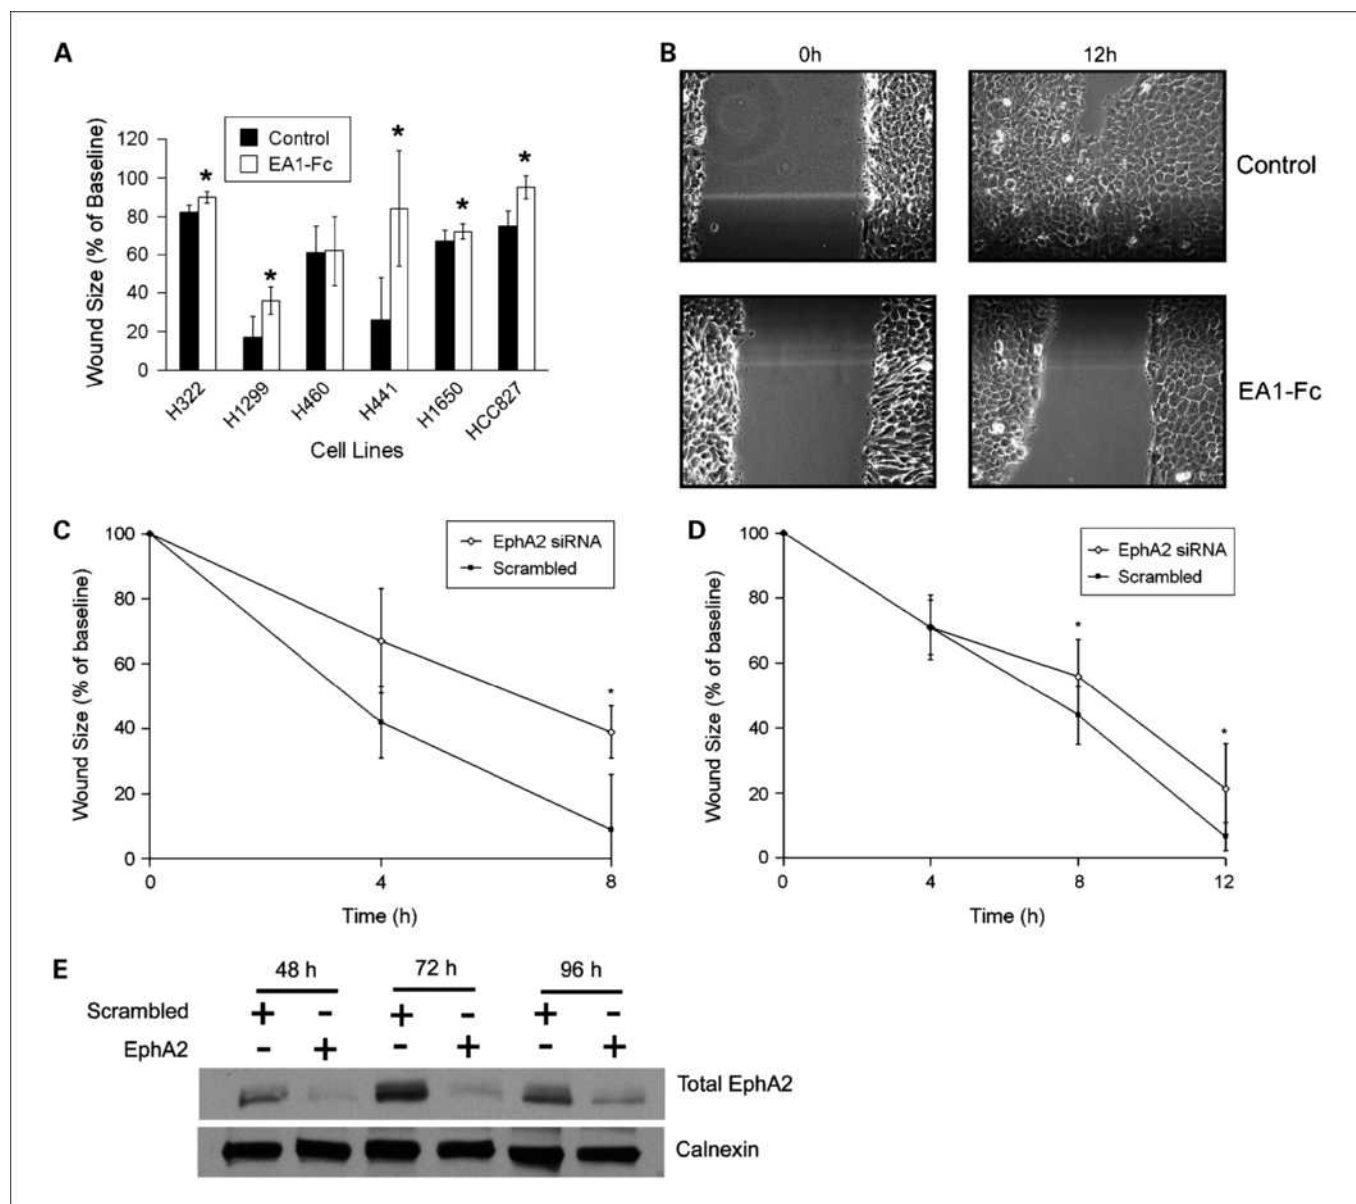 A
Wound Size (% of Baseline)
120
100
80
60
40
20
0
Control
EA1-Fc
*
*
*
*
*
H322
H1299
H460
H441
H1650
HCC827
Cell Lines
B
0h
12h
Control
EA1-Fc
C
Wound Size (% of baseline)
100
80
60
40
20
0
EphA2 siRNA
Scrambled
*
0
4
8
Time (h)
D
Wound Size (% of baseline)
100
80
60
40
20
0
EphA2 siRNA
Scrambled
*
*
0
4
8
12
Time (h)
E
48 h
72 h
96 h
Scrambled + - + - + -
EphA2 - + - + - +
Total EphA2
Calnexin